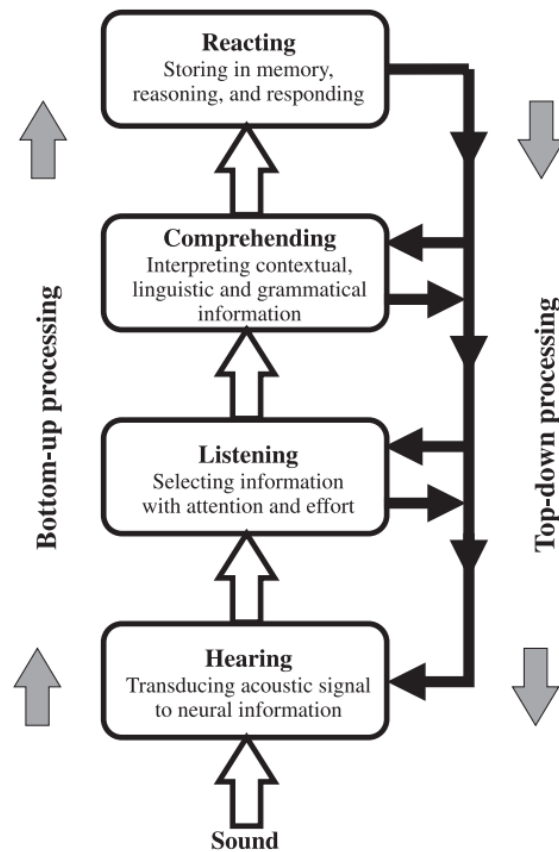 Reacting
Storing in memory,
reasoning, and responding
Comprehending
Interpreting contextual,
linguistic and grammatical
information
Bottom-up processing
Top-down processing
Listening
Selecting information
with attention and effort
Hearing
Transducing acoustic signal
to neural information
Sound